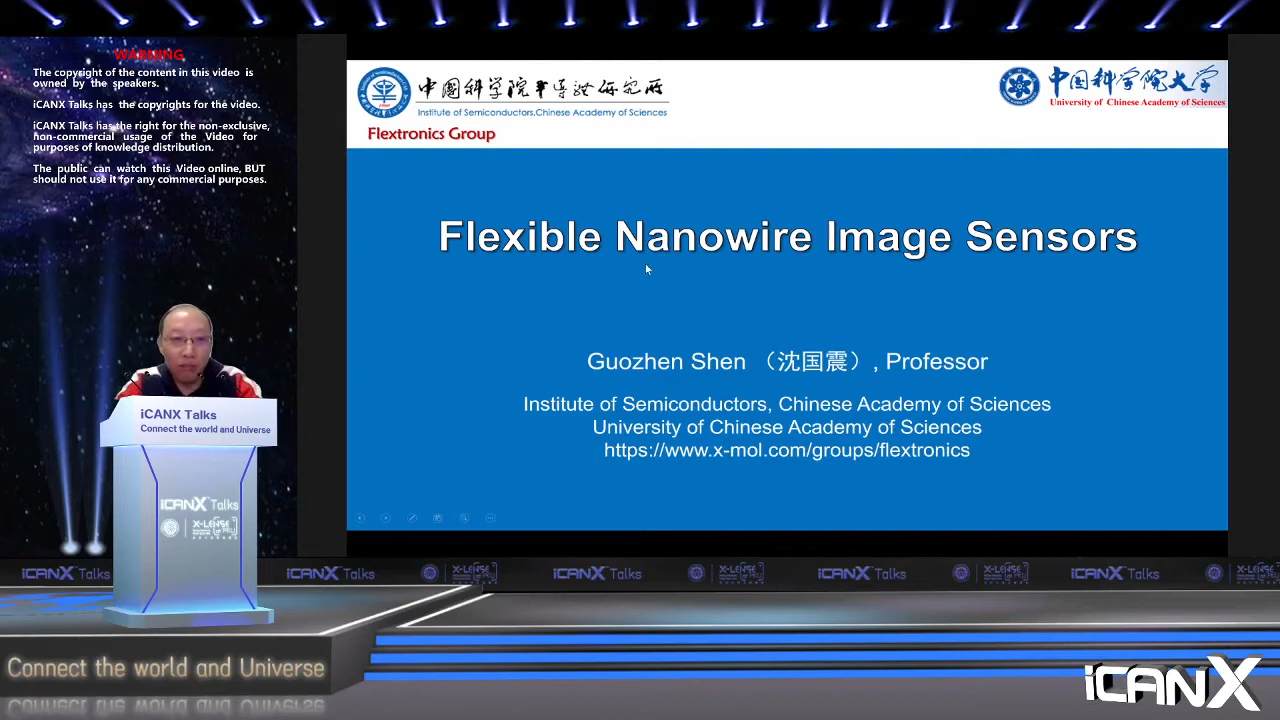 WARNING
The copyright of the content in this video is
owned by the speakers.
iCANX Talks has the copyrights for the video.
iCANX Talks has the right for the non-exclusive,
non-commercial usage of the Video for
purposes of knowledge distribution.
The public can watch this Video online, BUT
should not use it for any commercial purposes.
中国科学院半导体研究所
Institute of Semiconductors,Chinese Academy of Sciences
Flextronics Group
中国科学院大学
University of Chinese Academy of Sciences
Flexible Nanowire Image Sensors
Guozhen Shen （沈国震）, Professor
Institute of Semiconductors, Chinese Academy of Sciences
University of Chinese Academy of Sciences
https://www.x-mol.com/groups/flextronics
iCANX Talks
Connect the world and Universe
iCANX Talks
X-LENSE
iCANX Talks
iCANX Talks
iCANX Talks
iCANX Talks
iCANX Talks
Connect the world and Universe
iCANX